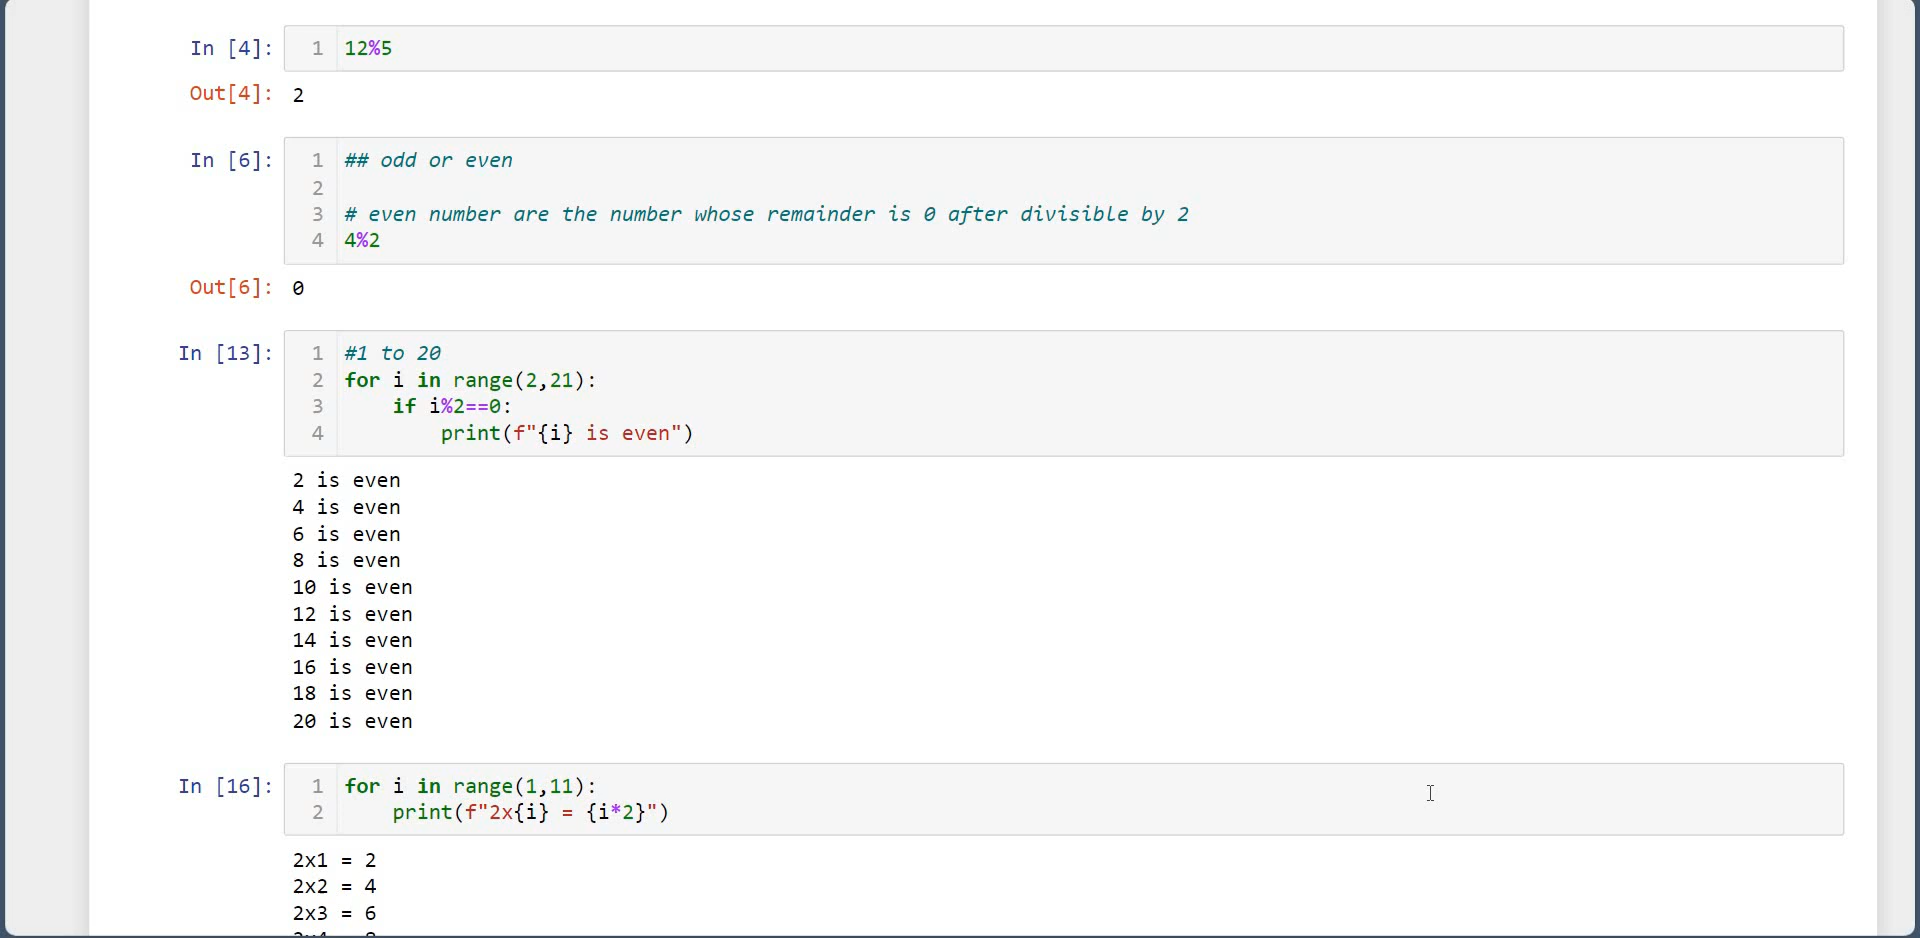 In [4]: 1 12%5
Out[4]: 2
In [6]: 1 ## odd or even
2
3 # even number are the number whose remainder is 0 after divisible by 2
4 4%2
Out[6]: 0
In [13]: 1 #1 to 20
2 for i in range(2,21):
3     if i%2==0:
4         print(f"{i} is even")
2 is even
4 is even
6 is even
8 is even
10 is even
12 is even
14 is even
16 is even
18 is even
20 is even
In [16]: 1 for i in range(1,11):
2     print(f"2x{i} = {i*2}")
2x1 = 2
2x2 = 4
2x3 = 6